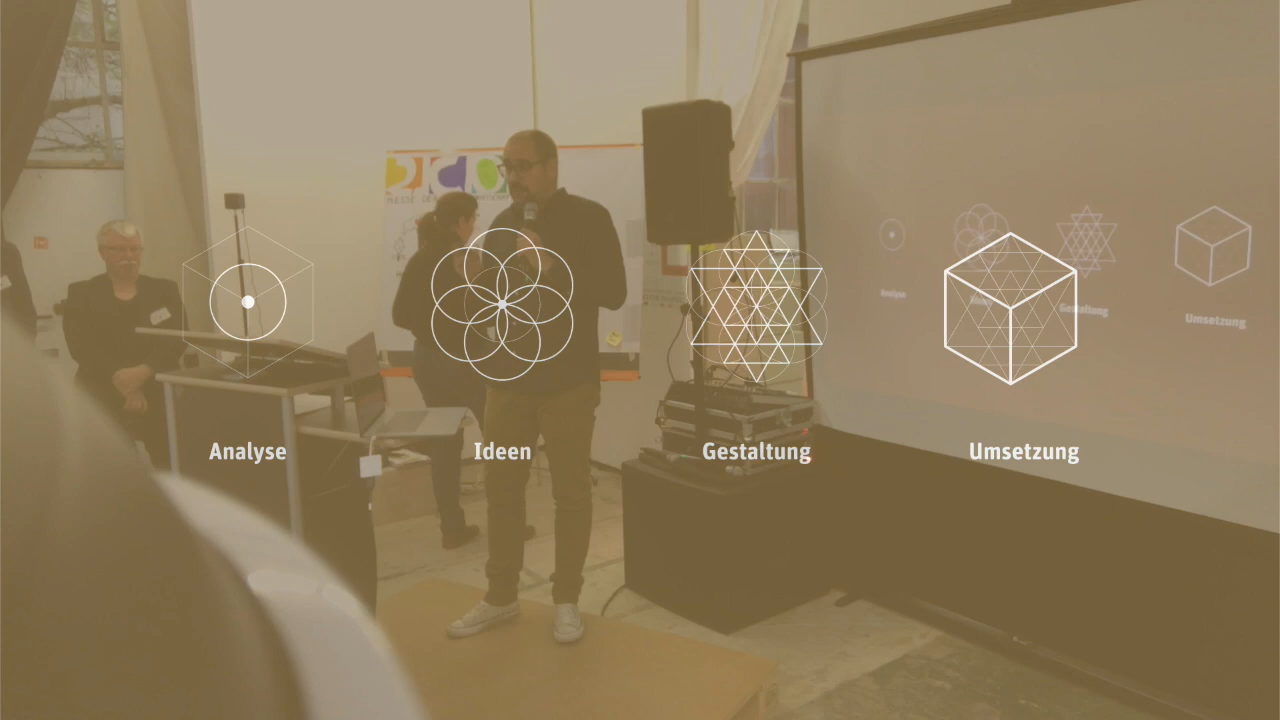 Analyse
Ideen
Gestaltung
Umsetzung
Analyse
Gestaltung
Umsetzung